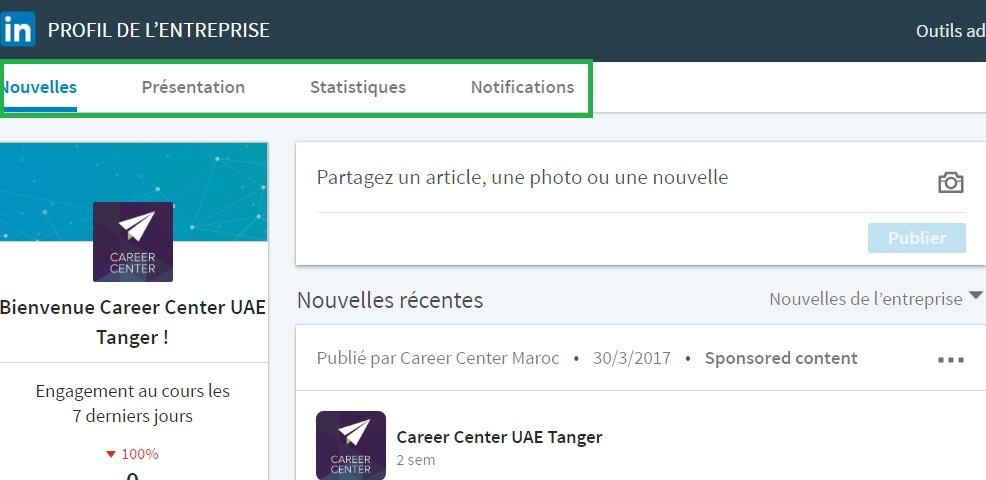 in PROFIL DE L’ENTREPRISE
Outils ad
Nouvelles Présentation Statistiques Notifications
CAREER
CENTER
Bienvenue Career Center UAE
Tanger !
Engagement au cours les
7 derniers jours
100%
0
Partagez un article, une photo ou une nouvelle
Publier
Nouvelles récentes
Nouvelles de l’entreprise
Publié par Career Center Maroc • 30/3/2017 • Sponsored content
CAREER
CENTER
Career Center UAE Tanger
2 sem